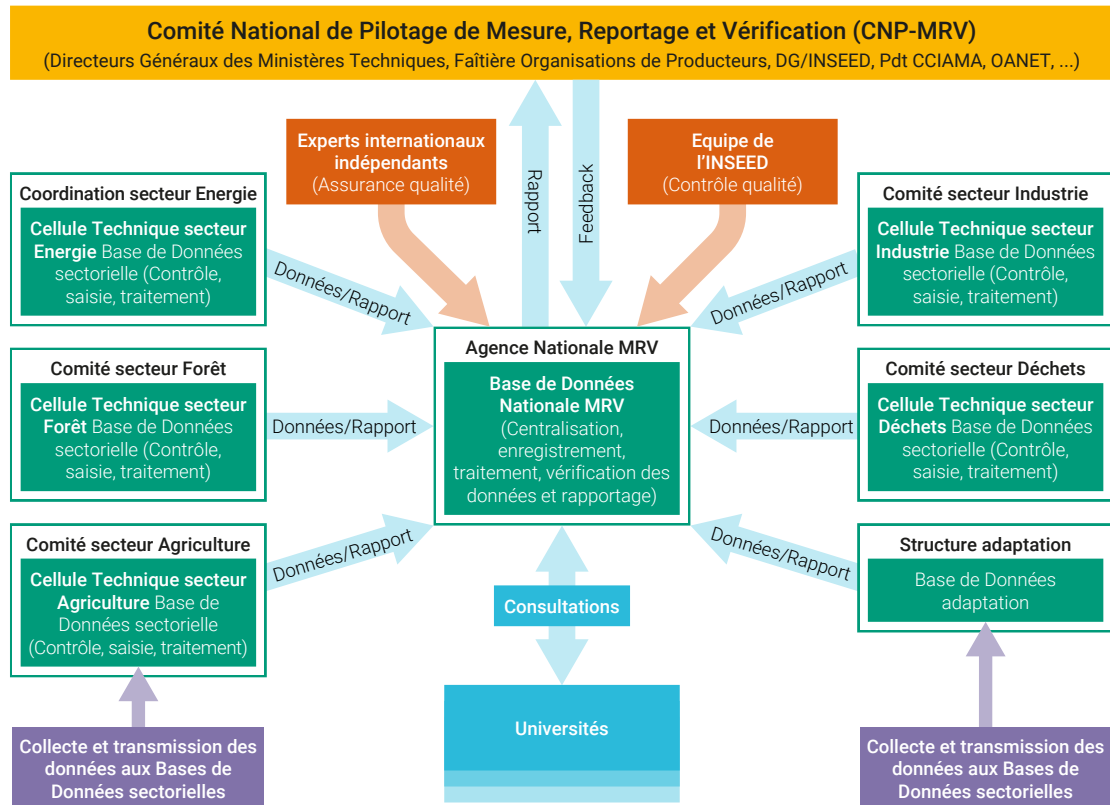 Comité National de Pilotage de Mesure, Reportage et Vérification (CNP-MRV)
(Directeurs Généraux des Ministères Techniques, Faîtière Organisations de Producteurs, DG/INSEED, Pdt CCIAMA, OANET, ...)
Experts internationaux
indépendants
(Assurance qualité)
Rapport
Feedback
Equipe de
l'INSEED
(Contrôle qualité)
Coordination secteur Energie
Cellule Technique secteur
Energie Base de Données
sectorielle (Contrôle,
saisie, traitement)
Données/Rapport
Comité secteur Industrie
Cellule Technique secteur
Industrie Base de Données
sectorielle (Contrôle,
saisie, traitement)
Données/Rapport
Comité secteur Forêt
Cellule Technique secteur
Forêt Base de Données
sectorielle (Contrôle,
saisie, traitement)
Données/Rapport
Agence Nationale MRV
Base de Données
Nationale MRV
(Centralisation,
enregistrement,
traitement, vérification des
données et rapportage)
Données/Rapport
Comité secteur Déchets
Cellule Technique secteur
Déchets Base de Données
sectorielle (Contrôle,
saisie, traitement)
Comité secteur Agriculture
Cellule Technique secteur
Agriculture Base de
Données sectorielle
(Contrôle, saisie, traitement)
Données/Rapport
Consultations
Données/Rapport
Structure adaptation
Base de Données
adaptation
Universités
Collecte et transmission des
données aux Bases de
Données sectorielles
Collecte et transmission des
données aux Bases de
Données sectorielles